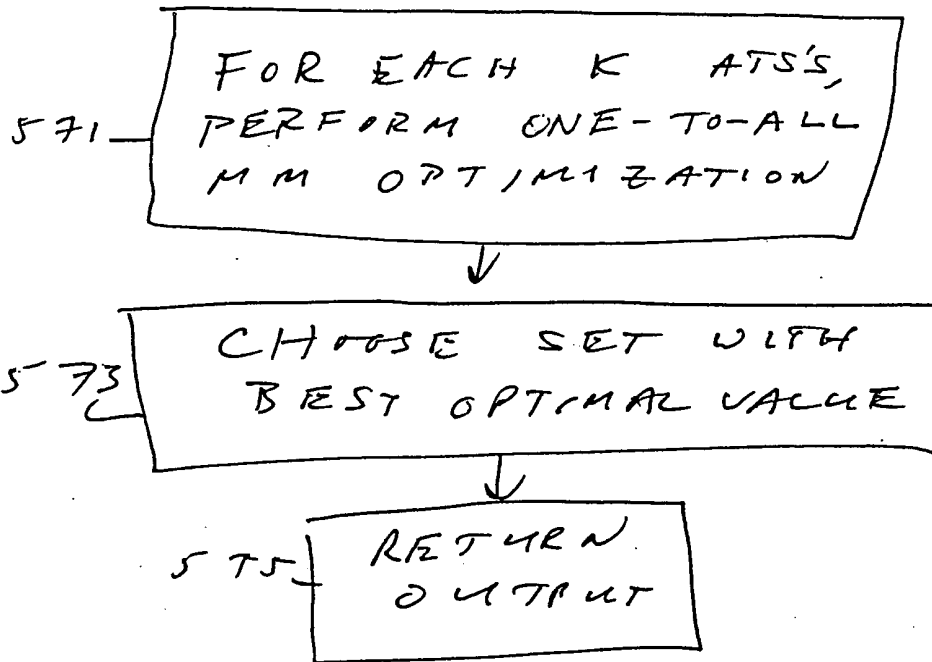 FOR EACH K ATS'S,
571 PERFORM ONE-TO-ALL
MM OPTIMIZATION
CHOOSE SET WITH
573 BEST OPTIMAL VALUE
575 RETURN
OUTPUT